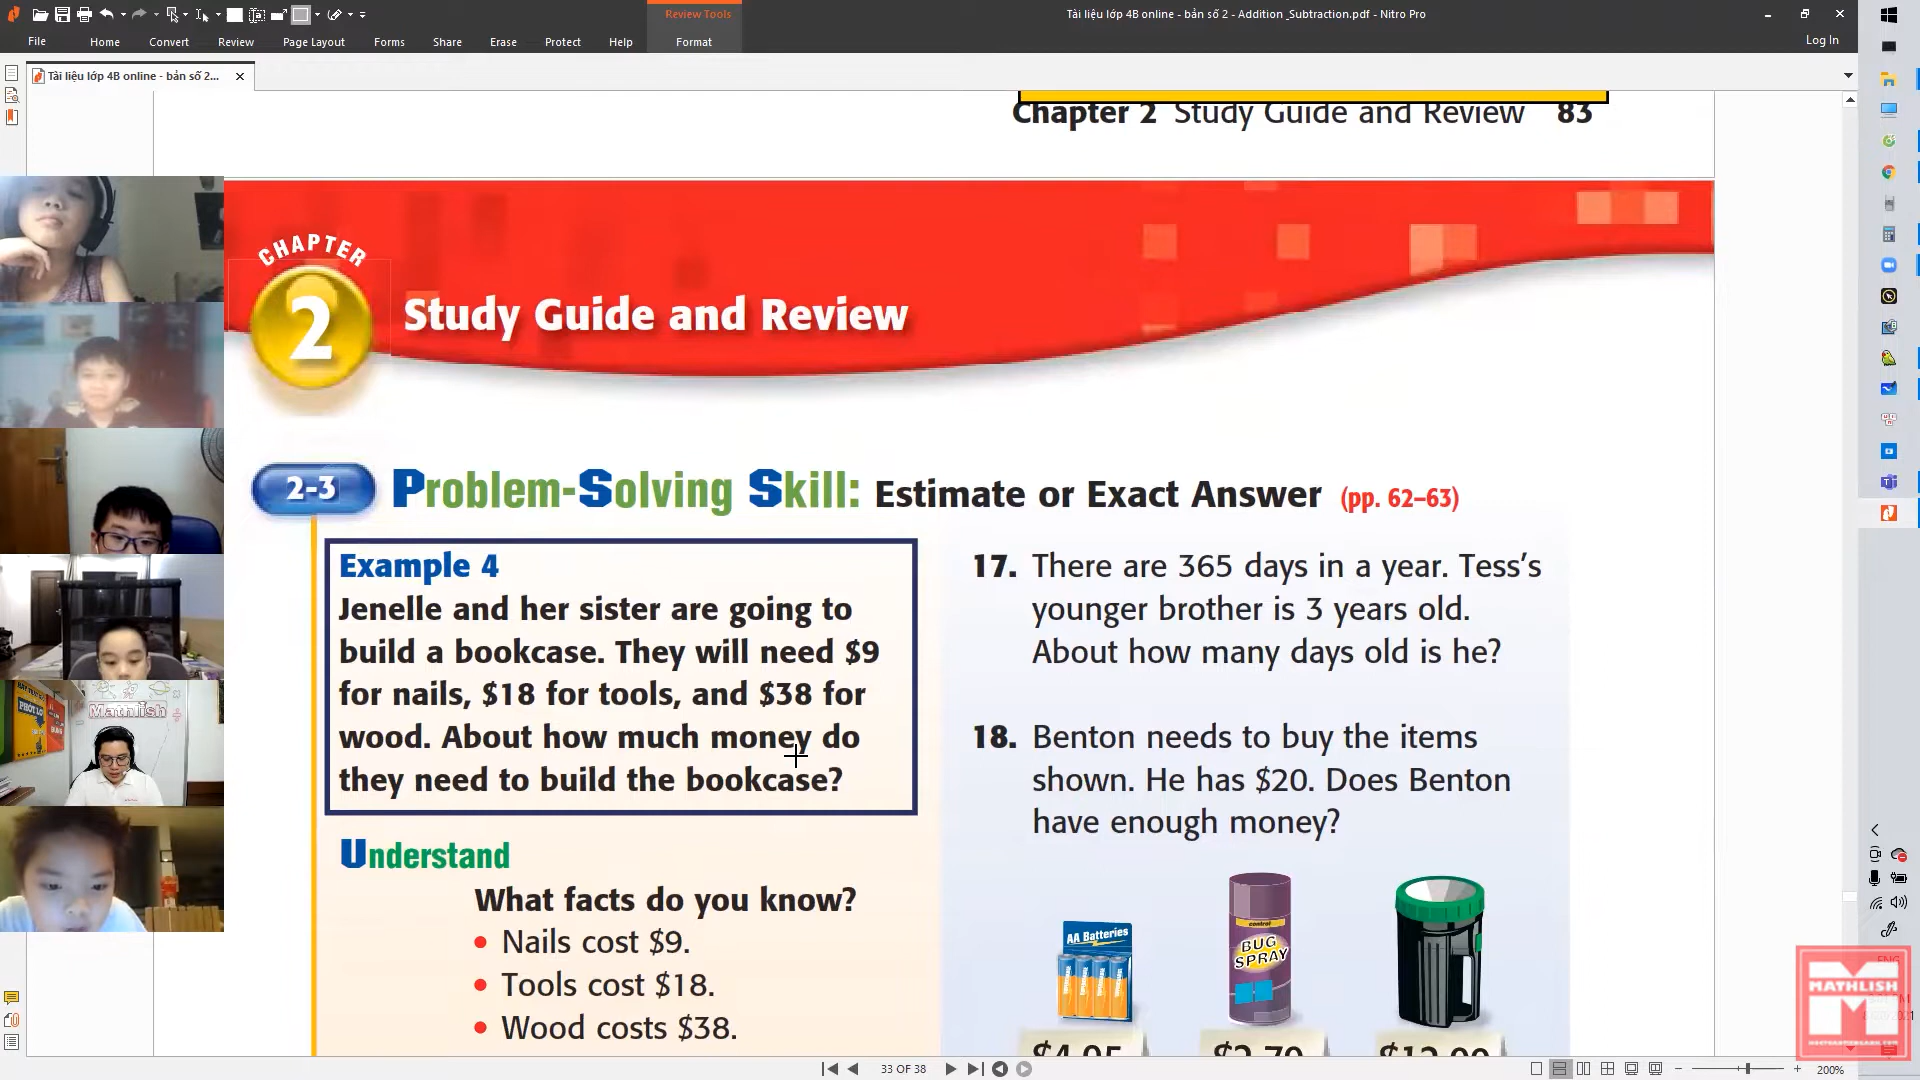 Review Tools
Tài liệu lớp 4B online - bản số 2 - Addition _Subtraction.pdf - Nitro Pro
File
Home
Convert
Review
Page Layout
Forms
Share
Erase
Protect
Help
Format
Log In
Tài liệu lớp 4B online - bản số 2...
Chapter 2 Study Guide and Review 83
CHAPTER
2
Study Guide and Review
2-3
Problem-Solving Skill: Estimate or Exact Answer (pp. 62–63)
Example 4
Jenelle and her sister are going to
build a bookcase. They will need $9
for nails, $18 for tools, and $38 for
wood. About how much money do
they need to build the bookcase?
Understand
What facts do you know?
• Nails cost $9.
• Tools cost $18.
• Wood costs $38.
17. There are 365 days in a year. Tess's
younger brother is 3 years old.
About how many days old is he?
18. Benton needs to buy the items
shown. He has $20. Does Benton
have enough money?
AA Batteries
control
BUG
SPRAY
$4.95
$2.79
Mathlish
MATHLISH
33 OF 38
200%